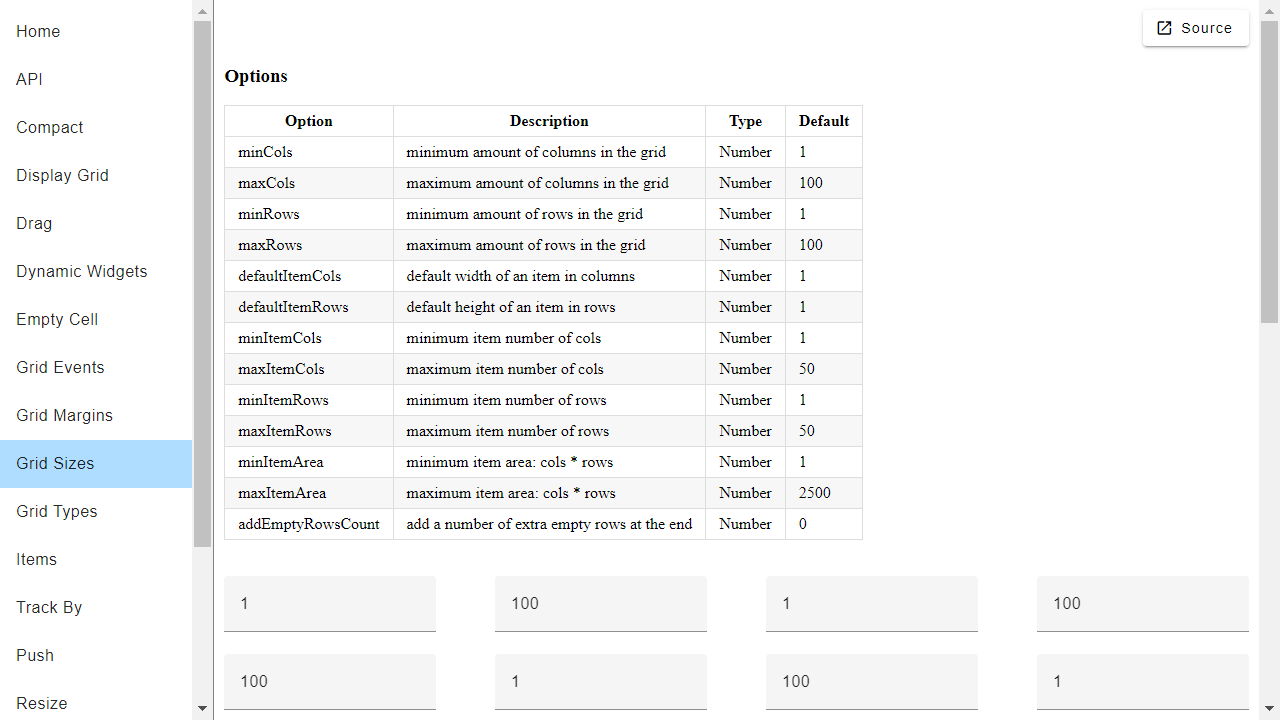 Home
API
Compact
Display Grid
Drag
Dynamic Widgets
Empty Cell
Grid Events
Grid Margins
Grid Sizes
Grid Types
Items
Track By
Push
Resize
Source
Options
Option Description Type Default
minCols minimum amount of columns in the grid Number 1
maxCols maximum amount of columns in the grid Number 100
minRows minimum amount of rows in the grid Number 1
maxRows maximum amount of rows in the grid Number 100
defaultItemCols default width of an item in columns Number 1
defaultItemRows default height of an item in rows Number 1
minItemCols minimum item number of cols Number 1
maxItemCols maximum item number of cols Number 50
minItemRows minimum item number of rows Number 1
maxItemRows maximum item number of rows Number 50
minItemArea minimum item area: cols * rows Number 1
maxItemArea maximum item area: cols * rows Number 2500
addEmptyRowsCount add a number of extra empty rows at the end Number 0
1 100 1 100
100 1 100 1